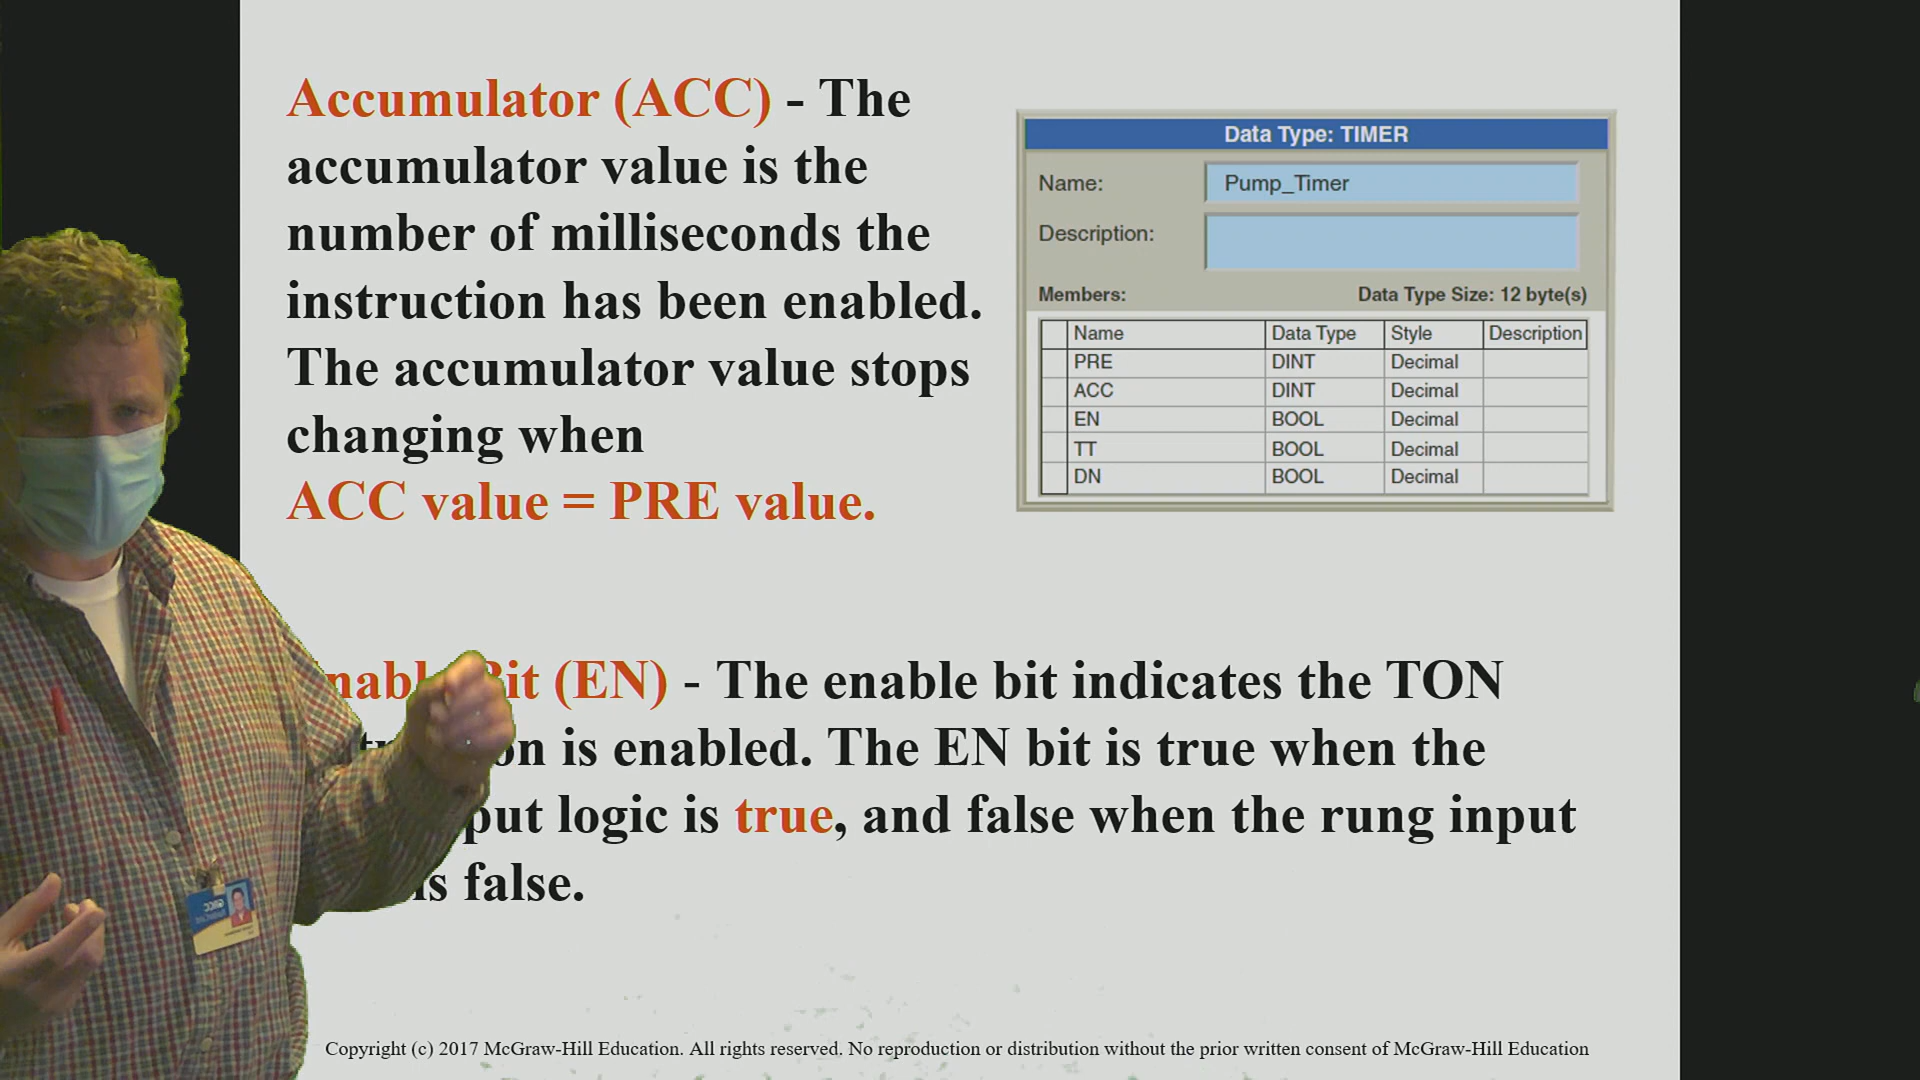 Accumulator (ACC) - The
accumulator value is the
number of milliseconds the
instruction has been enabled.
The accumulator value stops
changing when
ACC value = PRE value.
Data Type: TIMER
Name: Pump_Timer
Description:
Members: Data Type Size: 12 byte(s)
Name Data Type Style Description
PRE DINT Decimal
ACC DINT Decimal
EN BOOL Decimal
TT BOOL Decimal
DN BOOL Decimal
Bit (EN) - The enable bit indicates the TON
is enabled. The EN bit is true when the
logic is true, and false when the rung input
is false.
Copyright (c) 2017 McGraw-Hill Education. All rights reserved. No reproduction or distribution without the prior written consent of McGraw-Hill Education